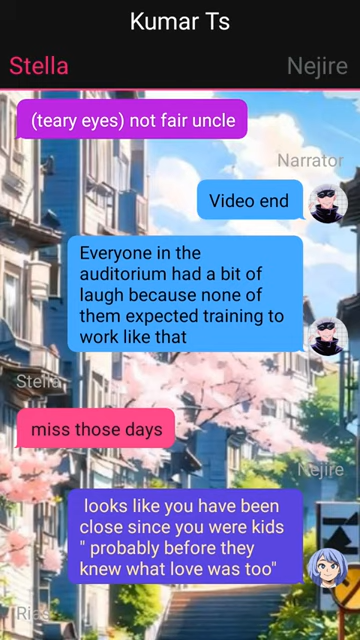 Kumar Ts
Stella
Nejire
(teary eyes) not fair uncle
Narrator
Video end
Everyone in the
auditorium had a bit of
laugh because none of
them expected training to
work like that
Stella
miss those days
Nejire
looks like you have been
close since you were kids
" probably before they
knew what love was too"
Rias